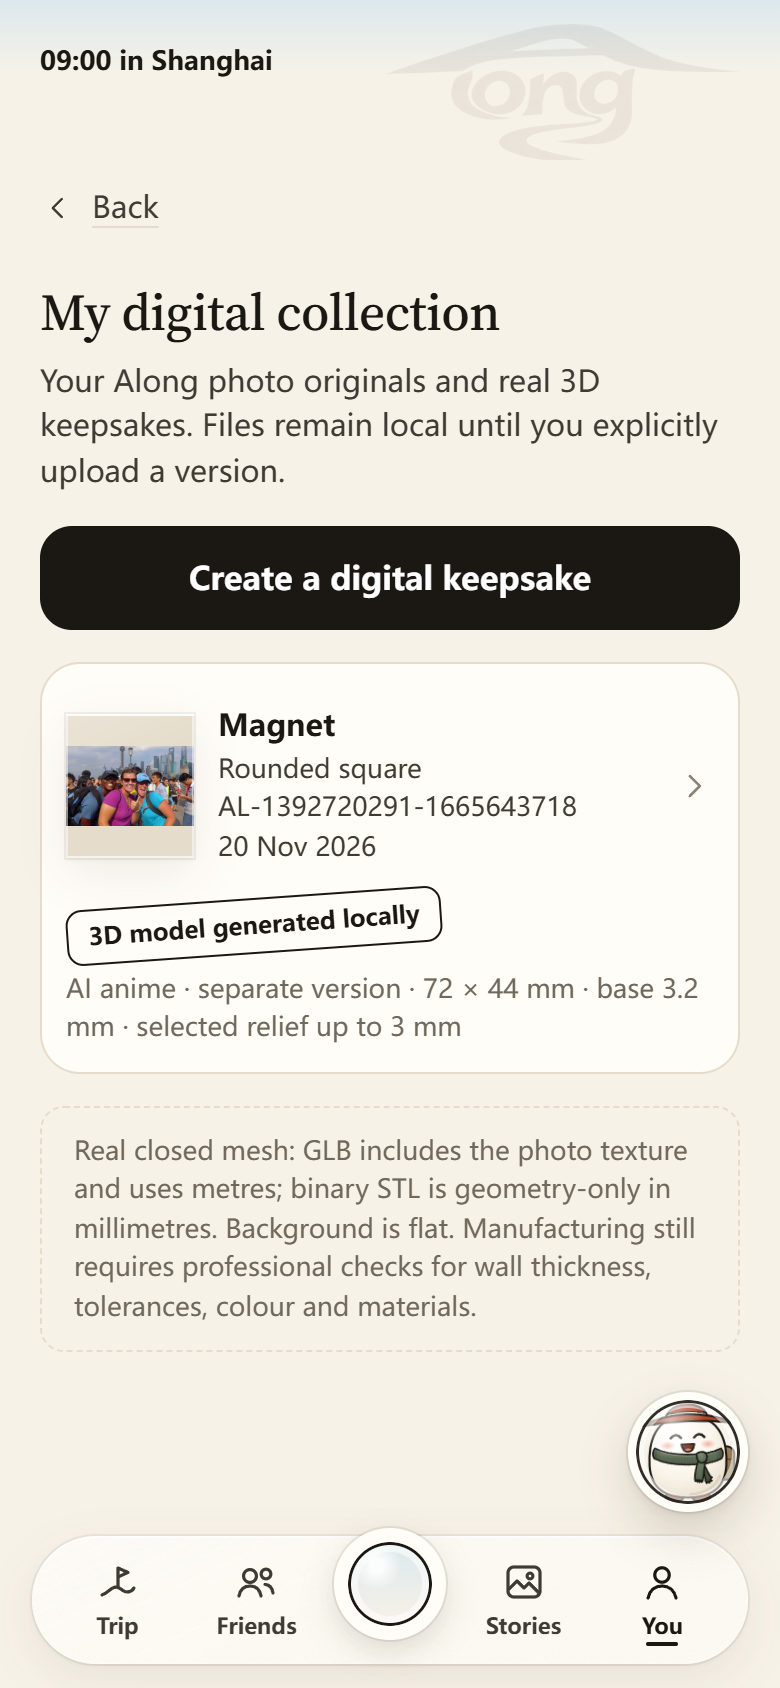 09:00 in Shanghai
along
Back
My digital collection
Your Along photo originals and real 3D
keepsakes. Files remain local until you explicitly
upload a version.
Create a digital keepsake
Magnet
Rounded square
AL-1392720291-1665643718
20 Nov 2026
3D model generated locally
AI anime · separate version · 72 × 44 mm · base 3.2
mm · selected relief up to 3 mm
Real closed mesh: GLB includes the photo texture
and uses metres; binary STL is geometry-only in
millimetres. Background is flat. Manufacturing still
requires professional checks for wall thickness,
tolerances, colour and materials.
Trip
Friends
Stories
You